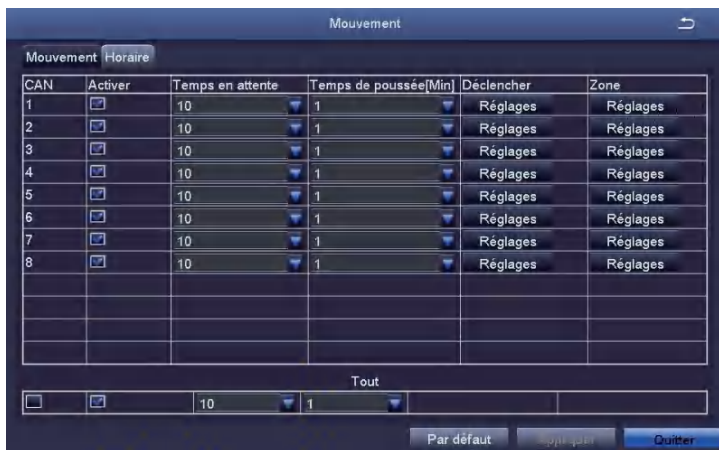 Mouvement
Mouvement Horaire
CAN Activer Temps en attente Temps de poussée[Min] Déclencher Zone
1 10 1 Réglages Réglages
2 10 1 Réglages Réglages
3 10 1 Réglages Réglages
4 10 1 Réglages Réglages
5 10 1 Réglages Réglages
6 10 1 Réglages Réglages
7 10 1 Réglages Réglages
8 10 1 Réglages Réglages
Tout
10 1
Par défaut Appliquer Quitter